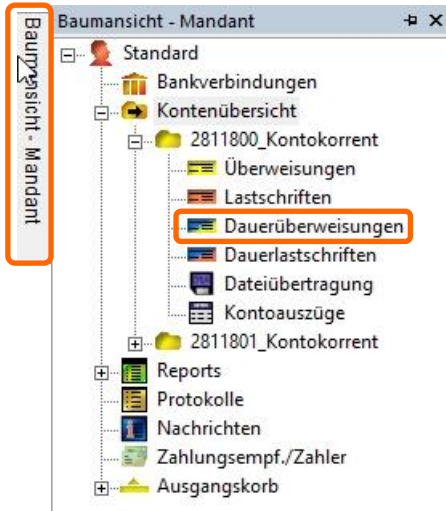 Baumansicht - Mandant
Baumansicht - Mandant
Standard
Bankverbindungen
Kontenübersicht
2811800_Kontokorrent
Überweisungen
Lastschriften
Dauerüberweisungen
Dauerlastschriften
Dateiübertragung
Kontoauszüge
2811801_Kontokorrent
Reports
Protokolle
Nachrichten
Zahlungsempf./Zahler
Ausgangskorb